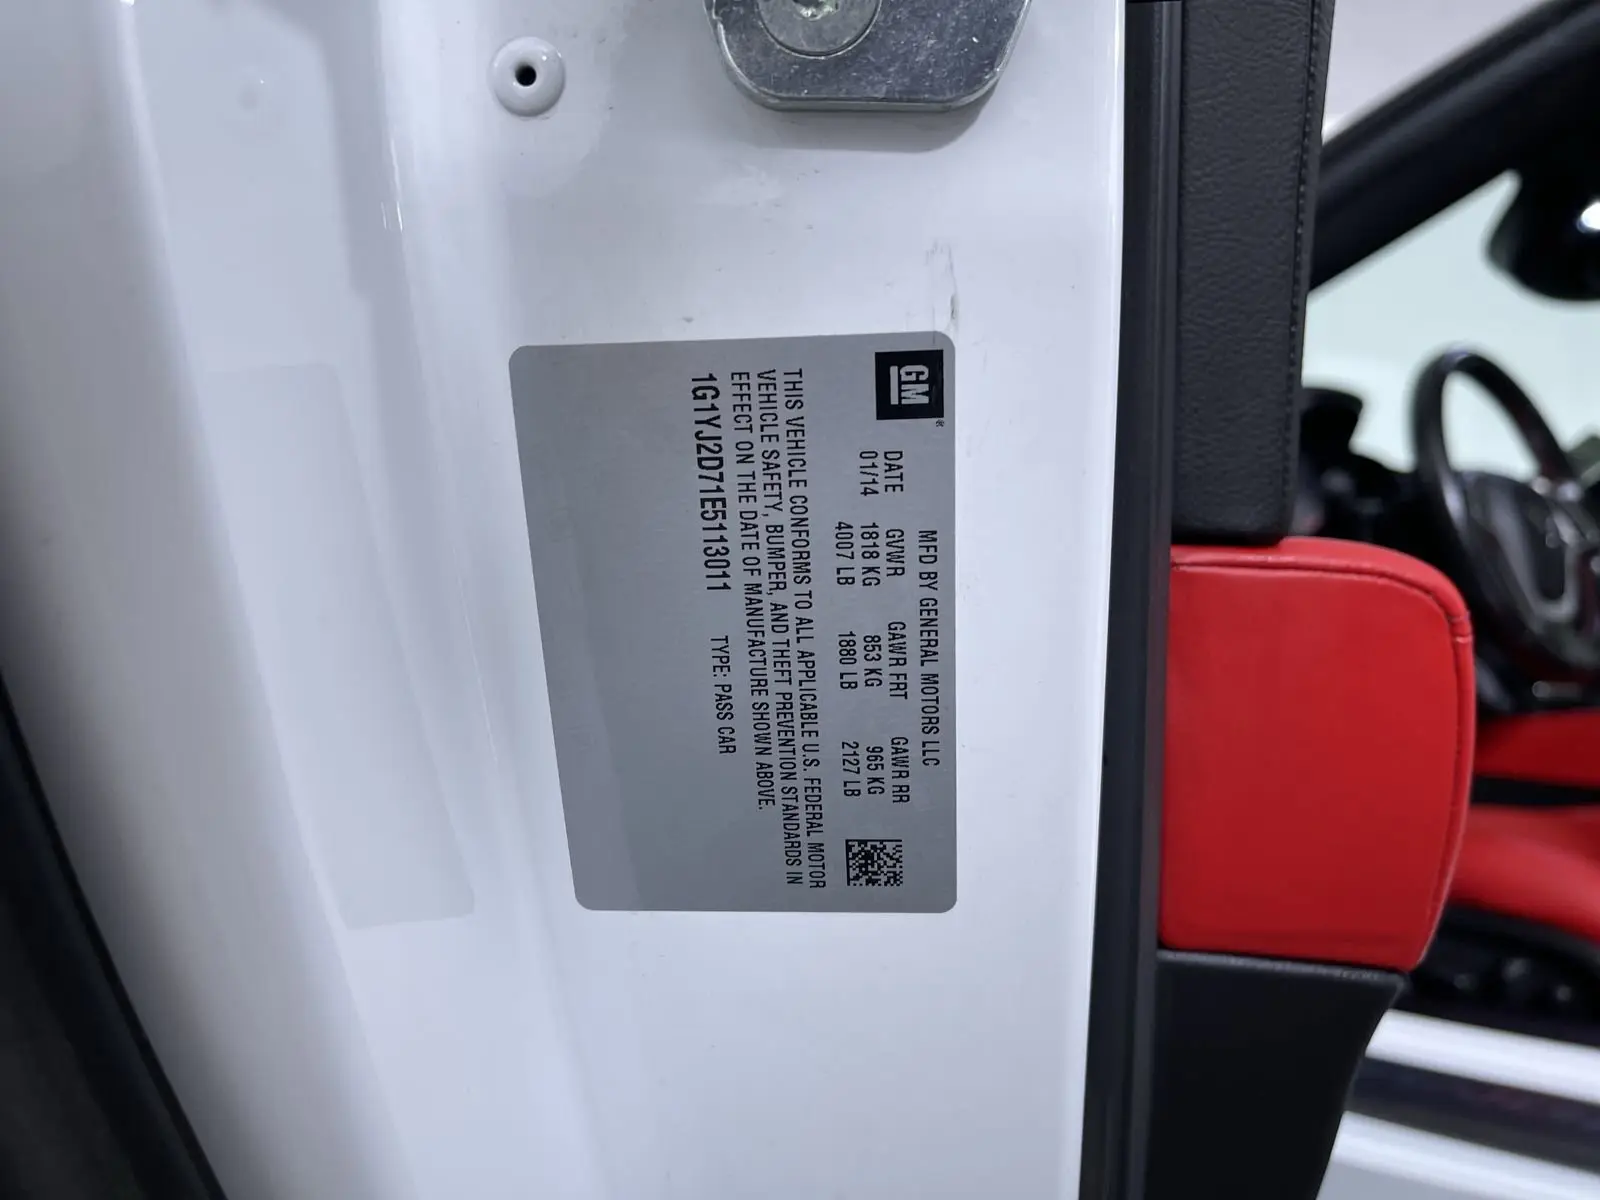 GM ®
MFD BY GENERAL MOTORS LLC
DATE GVWR GAWR FRT GAWR RR
01/14 1818 KG 853 KG 965 KG
4007 LB 1880 LB 2127 LB
THIS VEHICLE CONFORMS TO ALL APPLICABLE U.S. FEDERAL MOTOR
VEHICLE SAFETY, BUMPER, AND THEFT PREVENTION STANDARDS IN
EFFECT ON THE DATE OF MANUFACTURE SHOWN ABOVE.
1G1YJ2D71E5113011 TYPE: PASS CAR